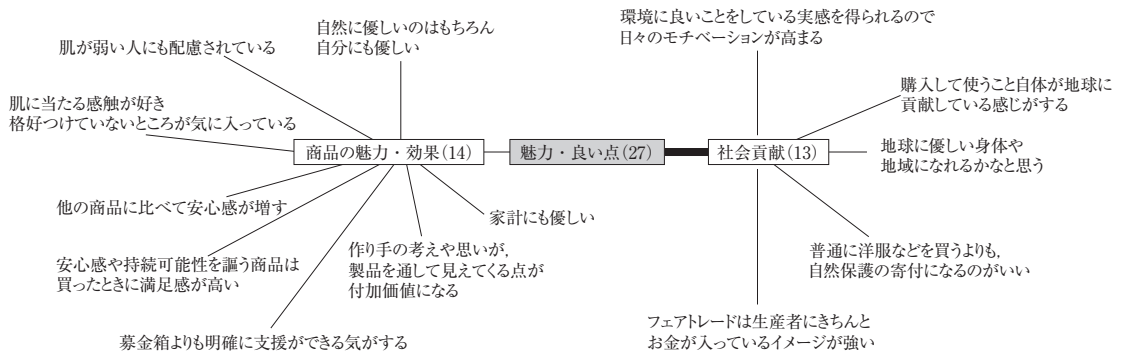 環境に良いことをしている実感を得られるので
日々のモチベーションが高まる
自然に優しいのはもちろん
自分にも優しい
肌が弱い人にも配慮されている
購入して使うこと自体が地球に
貢献している感じがする
肌に当たる感触が好き
格好つけていないところが気に入っている
商品の魅力・効果(14)
魅力・良い点(27)
社会貢献(13)
地球に優しい身体や
地域になれるかなと思う
他の商品に比べて安心感が増す
家計にも優しい
作り手の考えや思いが,
製品を通して見えてくる点が
付加価値になる
普通に洋服などを買うよりも,
自然保護の寄付になるのがいい
安心感や持続可能性を謳う商品は
買ったときに満足感が高い
募金箱よりも明確に支援ができる気がする
フェアトレードは生産者にきちんと
お金が入っているイメージが強い